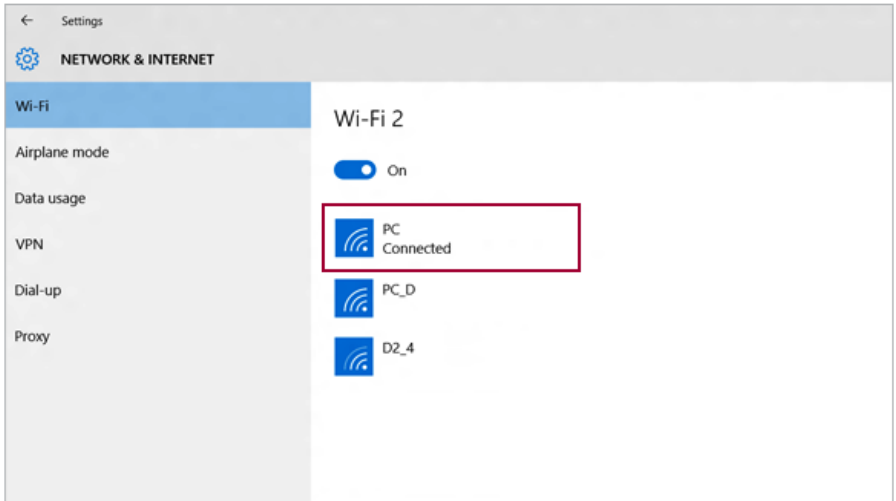 Settings
NETWORK & INTERNET
Wi-Fi
Airplane mode
Data usage
VPN
Dial-up
Proxy
Wi-Fi 2
On
PC
Connected
PC_D
D2_4